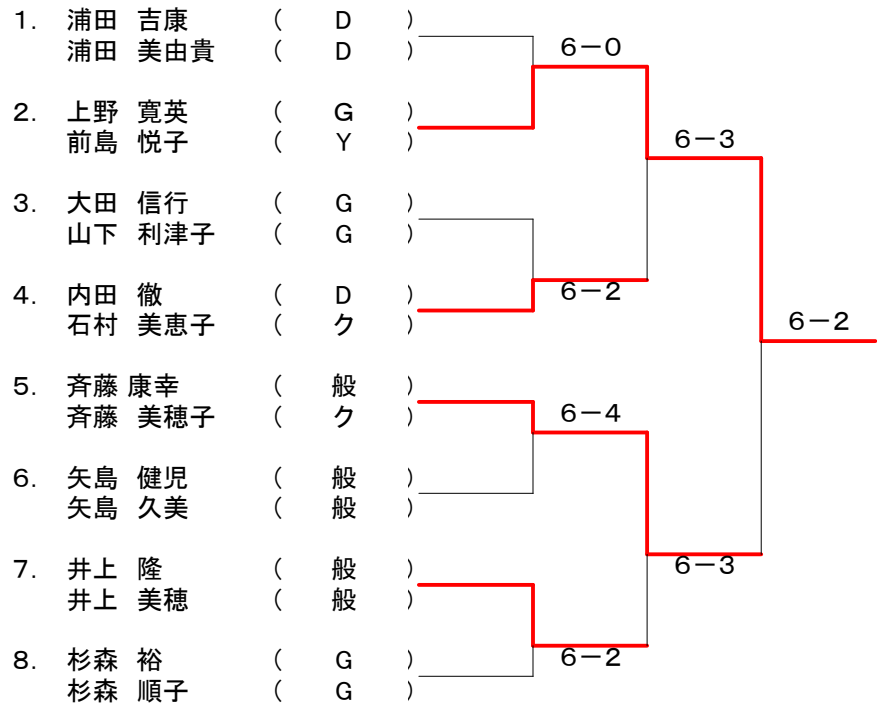 1. 浦田 吉康 ( D )
浦田 美由貴 ( D )
6-0
2. 上野 寛英 ( G )
前島 悦子 ( Y )
6-3
3. 大田 信行 ( G )
山下 利津子 ( G )
4. 内田 徹 ( D )
石村 美恵子 ( ク )
6-2
6-2
5. 斉藤 康幸 ( 般 )
斉藤 美穂子 ( ク )
6-4
6. 矢島 健児 ( 般 )
矢島 久美 ( 般 )
7. 井上 隆 ( 般 )
井上 美穂 ( 般 )
6-3
8. 杉森 裕 ( G )
杉森 順子 ( G )
6-2